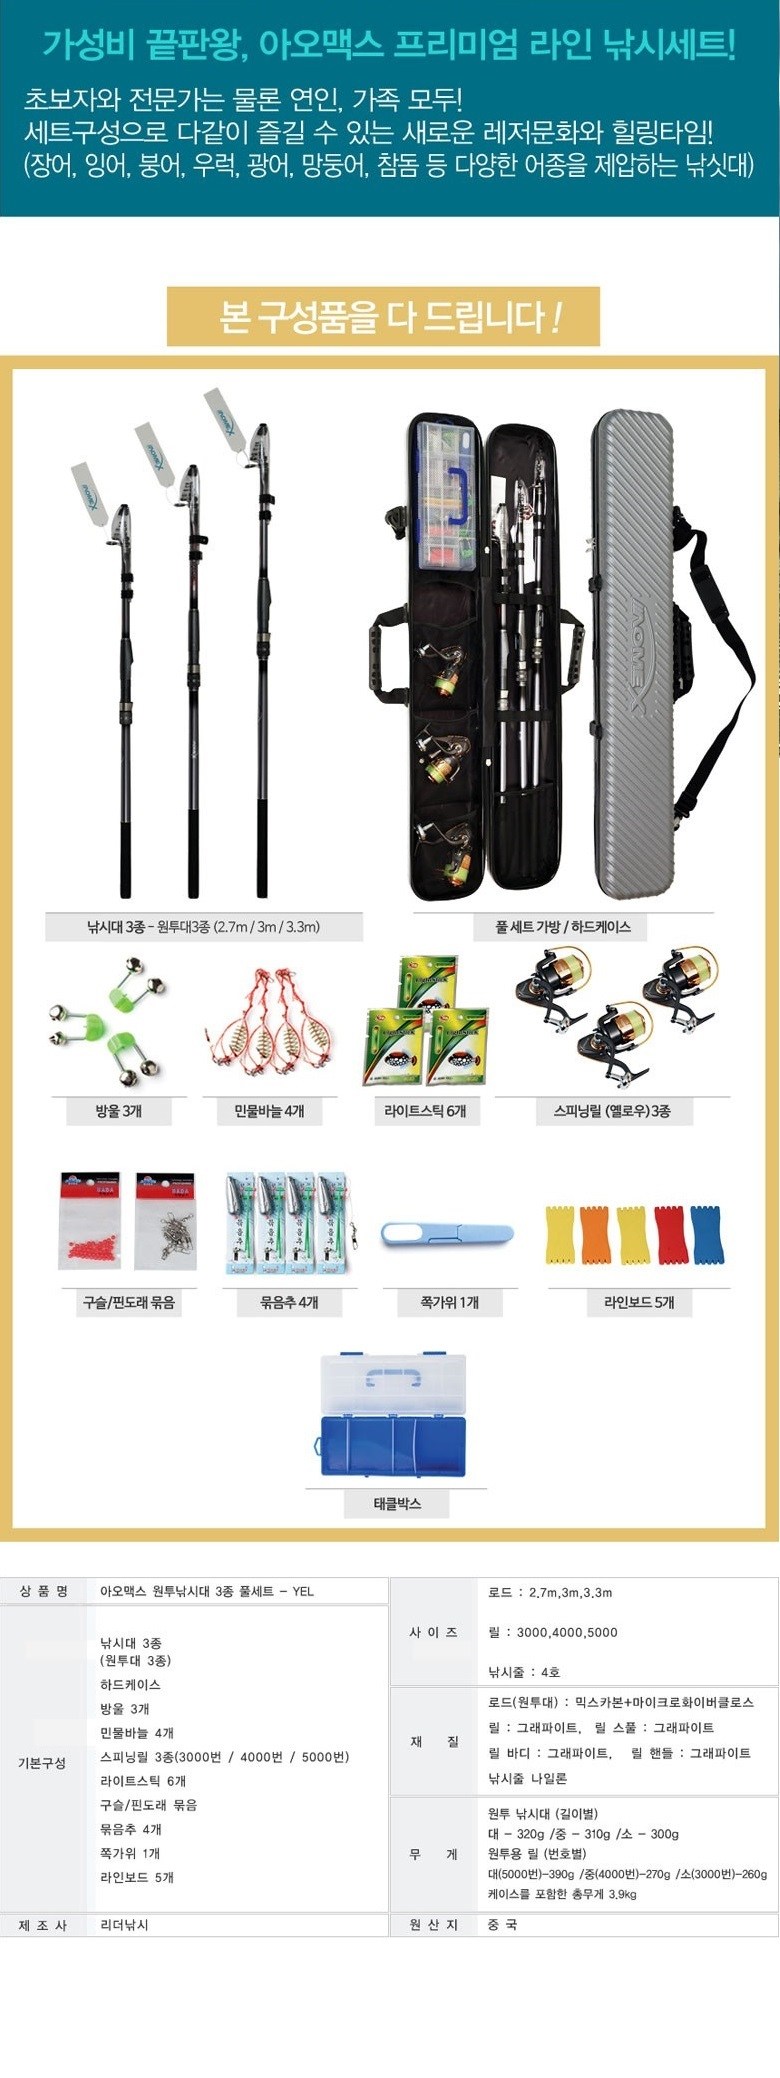 가성비 끝판왕, 아오맥스 프리미엄 라인 낚시세트!
초보자와 전문가는 물론 연인, 가족 모두!
세트구성으로 다같이 즐길 수 있는 새로운 레저문화와 힐링타임!
(장어, 잉어, 붕어, 우럭, 광어, 망둥어, 참돔 등 다양한 어종을 제압하는 낚싯대)
본 구성품을 다 드립니다!
AOMEX
낚시대 3종 - 원투대3종 (2.7m / 3m / 3.3m)
풀 세트 가방 / 하드케이스
방울 3개
민물바늘 4개
라이트스틱 6개
스피닝릴 (옐로우)3종
구슬/핀도래 묶음
묶음추 4개
쪽가위 1개
라인보드 5개
태클박스
상 품 명
아오맥스 원투낚시대 3종 풀세트 - YEL
기본구성
낚시대 3종
(원투대 3종)
하드케이스
방울 3개
민물바늘 4개
스피닝릴 3종(3000번 / 4000번 / 5000번)
라이트스틱 6개
구슬/핀도래 묶음
묶음추 4개
쪽가위 1개
라인보드 5개
제 조 사
리더낚시
사 이 즈
로드 : 2.7m,3m,3.3m
릴 : 3000,4000,5000
낚시줄 : 4호
재 질
로드(원투대) : 믹스카본+마이크로화이버클로스
릴 : 그래파이트, 릴 스풀 : 그래파이트
릴 바디 : 그래파이트, 릴 핸들 : 그래파이트
낚시줄 나일론
무 게
원투 낚시대 (길이별)
대 - 320g /중 - 310g /소 - 300g
원투용 릴 (번호별)
대(5000번)-390g /중(4000번)-270g /소(3000번)-260g
케이스를 포함한 총무게 3.9kg
원 산 지
중 국